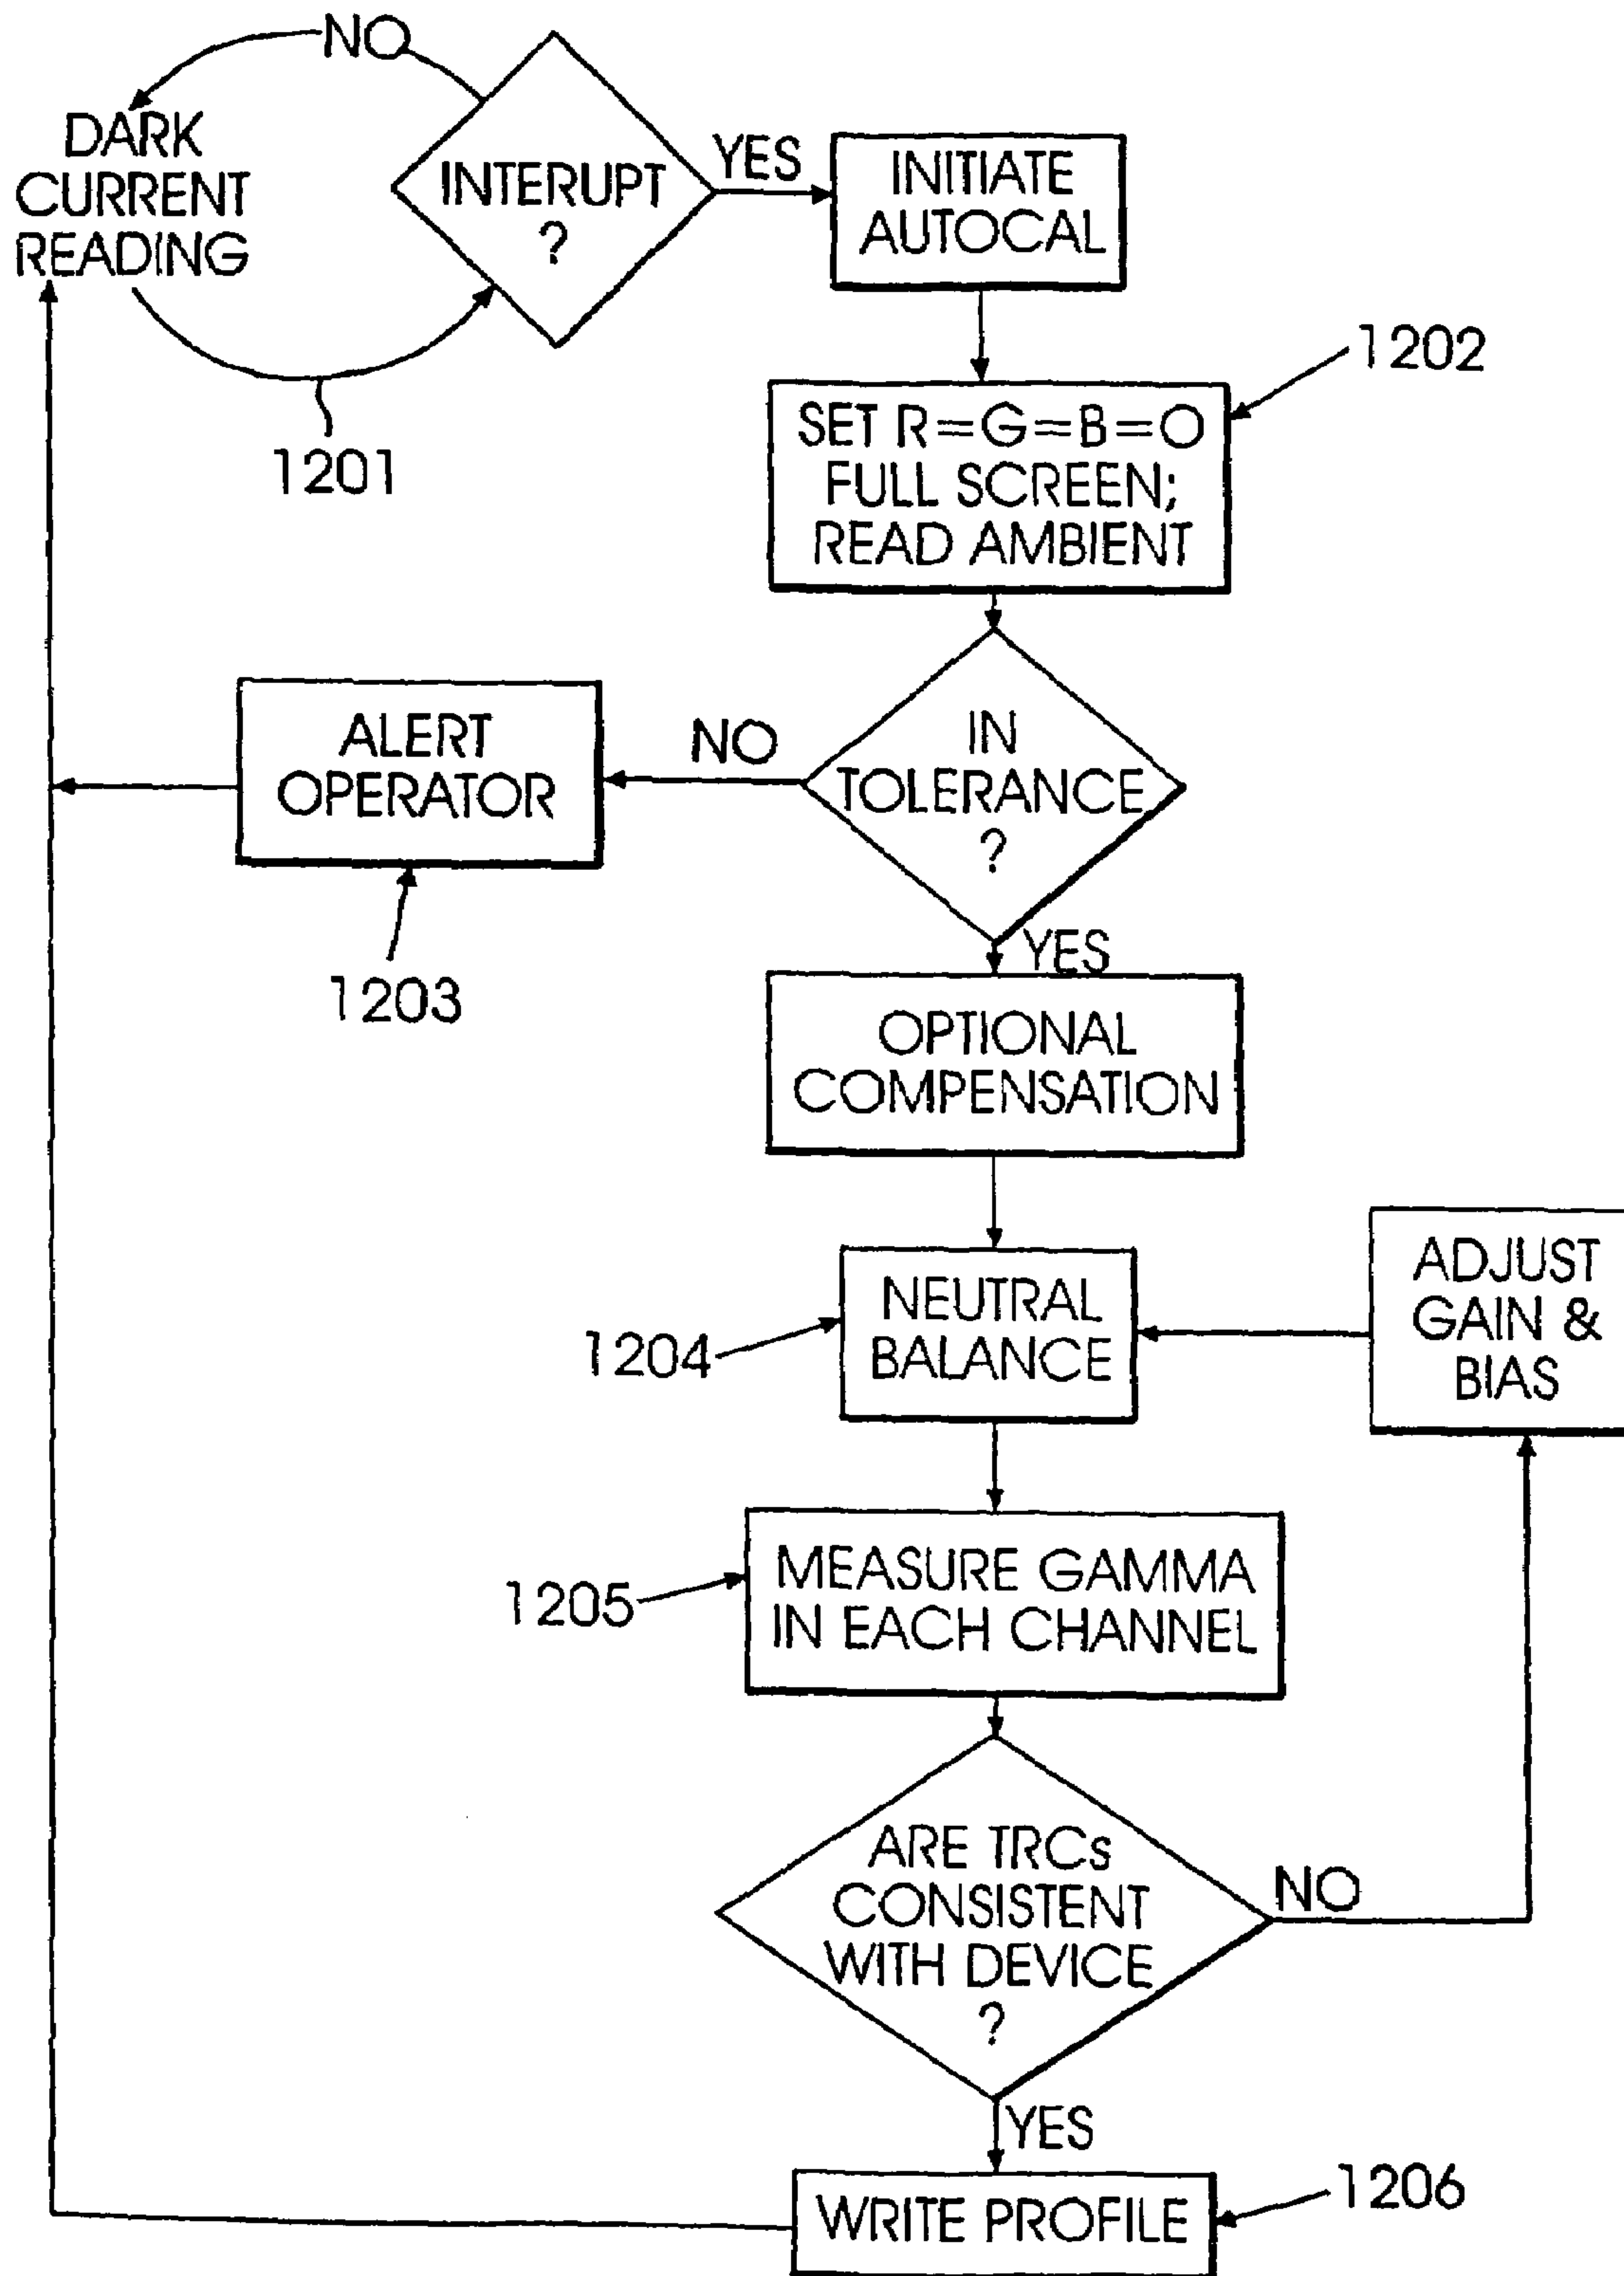 NO
DARK
CURRENT
READING
INTERUPT
?
YES
INITIATE
AUTOCAL
1201
1202
SET R=G=B=O
FULL SCREEN;
READ AMBIENT
ALERT
OPERATOR
NO
IN
TOLERANCE
?
1203
YES
OPTIONAL
COMPENSATION
1204
NEUTRAL
BALANCE
ADJUST
GAIN &
BIAS
1205
MEASURE GAMMA
IN EACH CHANNEL
ARE TRCs
CONSISTENT
WITH DEVICE
?
NO
YES
WRITE PROFILE
1206